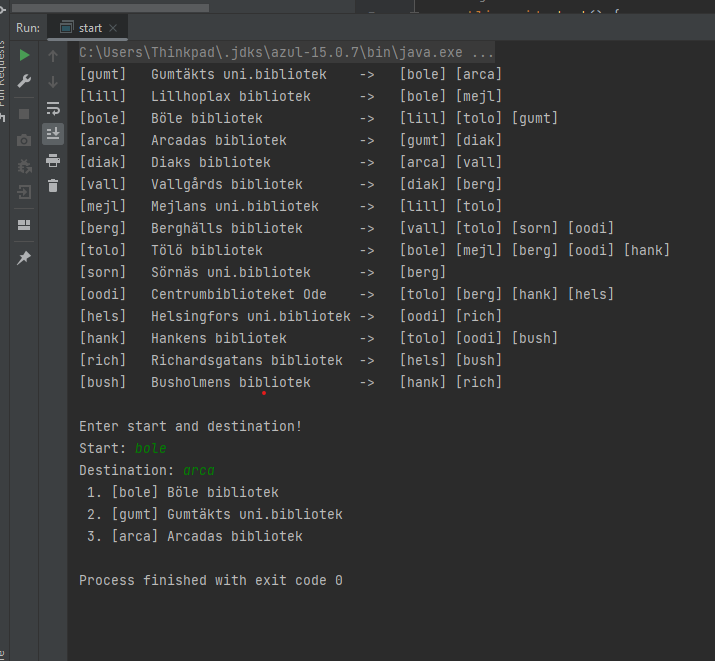 Run: start
C:\Users\Thinkpad\.jdks\azul-15.0.7\bin\java.exe ...
[gumt] Gumtäkts uni.bibliotek -> [bole] [arca]
[lill] Lillhoplax bibliotek -> [bole] [mejl]
[bole] Böle bibliotek -> [lill] [tolo] [gumt]
[arca] Arcadas bibliotek -> [gumt] [diak]
[diak] Diaks bibliotek -> [arca] [vall]
[vall] Vallgårds bibliotek -> [diak] [berg]
[mejl] Mejlans uni.bibliotek -> [lill] [tolo]
[berg] Berghälls bibliotek -> [vall] [tolo] [sorn] [oodi]
[tolo] Tölö bibliotek -> [bole] [mejl] [berg] [oodi] [hank]
[sorn] Sörnäs uni.bibliotek -> [berg]
[oodi] Centrumbiblioteket Ode -> [tolo] [berg] [hank] [hels]
[hels] Helsingfors uni.bibliotek -> [oodi] [rich]
[hank] Hankens bibliotek -> [tolo] [oodi] [bush]
[rich] Richardsgatans bibliotek -> [hels] [bush]
[bush] Busholmens bibliotek -> [hank] [rich]
Enter start and destination!
Start: bole
Destination: arca
1. [bole] Böle bibliotek
2. [gumt] Gumtäkts uni.bibliotek
3. [arca] Arcadas bibliotek
Process finished with exit code 0